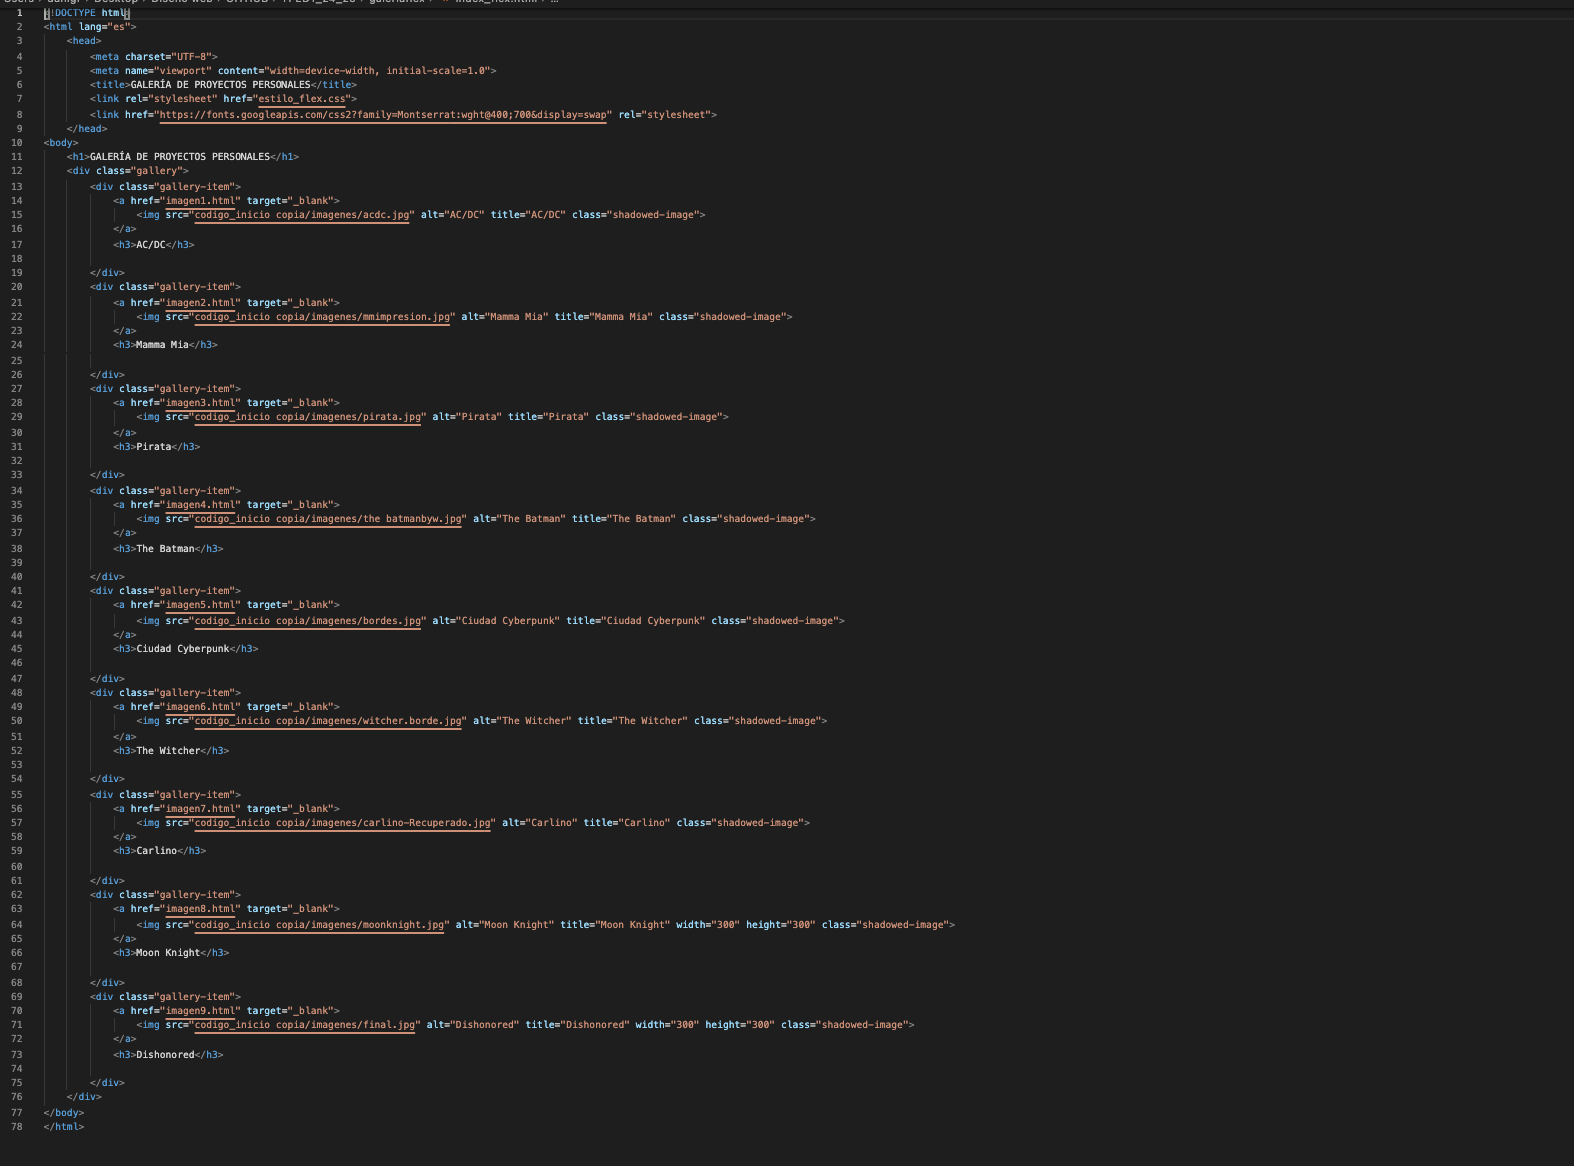 1 <!DOCTYPE html>
2 <html lang="es">
3 <head>
4 <meta charset="UTF-8">
5 <meta name="viewport" content="width=device-width, initial-scale=1.0">
6 <title>GALERÍA DE PROYECTOS PERSONALES</title>
7 <link rel="stylesheet" href="estilo_flex.css">
8 <link href="https://fonts.googleapis.com/css2?family=Montserrat:wght@400;700&display=swap" rel="stylesheet">
9 </head>
10 <body>
11 <h1>GALERÍA DE PROYECTOS PERSONALES</h1>
12 <div class="gallery">
13 <div class="gallery-item">
14 <a href="imagen1.html" target="_blank">
15 <img src="codigo_inicio copia/imagenes/acdc.jpg" alt="AC/DC" title="AC/DC" class="shadowed-image">
16 </a>
17 <h3>AC/DC</h3>
18
19 </div>
20 <div class="gallery-item">
21 <a href="imagen2.html" target="_blank">
22 <img src="codigo_inicio copia/imagenes/mmimpresion.jpg" alt="Mamma Mia" title="Mamma Mia" class="shadowed-image">
23 </a>
24 <h3>Mamma Mia</h3>
25
26 </div>
27 <div class="gallery-item">
28 <a href="imagen3.html" target="_blank">
29 <img src="codigo_inicio copia/imagenes/pirata.jpg" alt="Pirata" title="Pirata" class="shadowed-image">
30 </a>
31 <h3>Pirata</h3>
32
33 </div>
34 <div class="gallery-item">
35 <a href="imagen4.html" target="_blank">
36 <img src="codigo_inicio copia/imagenes/the batmanbyw.jpg" alt="The Batman" title="The Batman" class="shadowed-image">
37 </a>
38 <h3>The Batman</h3>
39
40 </div>
41 <div class="gallery-item">
42 <a href="imagen5.html" target="_blank">
43 <img src="codigo_inicio copia/imagenes/bordes.jpg" alt="Ciudad Cyberpunk" title="Ciudad Cyberpunk" class="shadowed-image">
44 </a>
45 <h3>Ciudad Cyberpunk</h3>
46
47 </div>
48 <div class="gallery-item">
49 <a href="imagen6.html" target="_blank">
50 <img src="codigo_inicio copia/imagenes/witcher.borde.jpg" alt="The Witcher" title="The Witcher" class="shadowed-image">
51 </a>
52 <h3>The Witcher</h3>
53
54 </div>
55 <div class="gallery-item">
56 <a href="imagen7.html" target="_blank">
57 <img src="codigo_inicio copia/imagenes/carlino-Recuperado.jpg" alt="Carlino" title="Carlino" class="shadowed-image">
58 </a>
59 <h3>Carlino</h3>
60
61 </div>
62 <div class="gallery-item">
63 <a href="imagen8.html" target="_blank">
64 <img src="codigo_inicio copia/imagenes/moonknight.jpg" alt="Moon Knight" title="Moon Knight" width="300" height="300" class="shadowed-image">
65 </a>
66 <h3>Moon Knight</h3>
67
68 </div>
69 <div class="gallery-item">
70 <a href="imagen9.html" target="_blank">
71 <img src="codigo_inicio copia/imagenes/final.jpg" alt="Dishonored" title="Dishonored" width="300" height="300" class="shadowed-image">
72 </a>
73 <h3>Dishonored</h3>
74
75 </div>
76 </div>
77 </body>
78 </html>